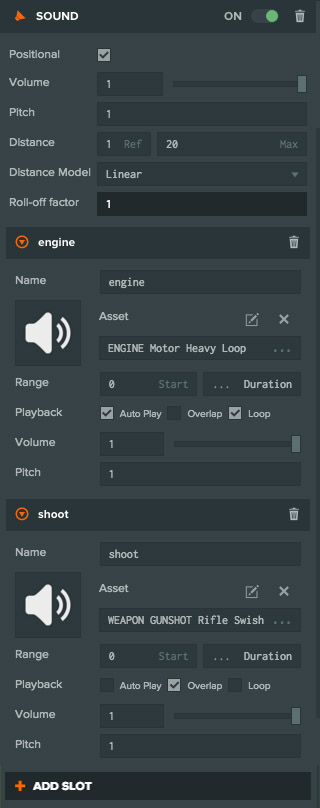 SOUND ON
Positional
Volume 1
Pitch 1
Distance 1 Ref 20 Max
Distance Model Linear
Roll-off factor 1
engine
Name engine
Asset
ENGINE Motor Heavy Loop ...
Range 0 Start ... Duration
Playback Auto Play Overlap Loop
Volume 1
Pitch 1
shoot
Name shoot
Asset
WEAPON GUNSHOT Rifle Swish ...
Range 0 Start ... Duration
Playback Auto Play Overlap Loop
Volume 1
Pitch 1
ADD SLOT